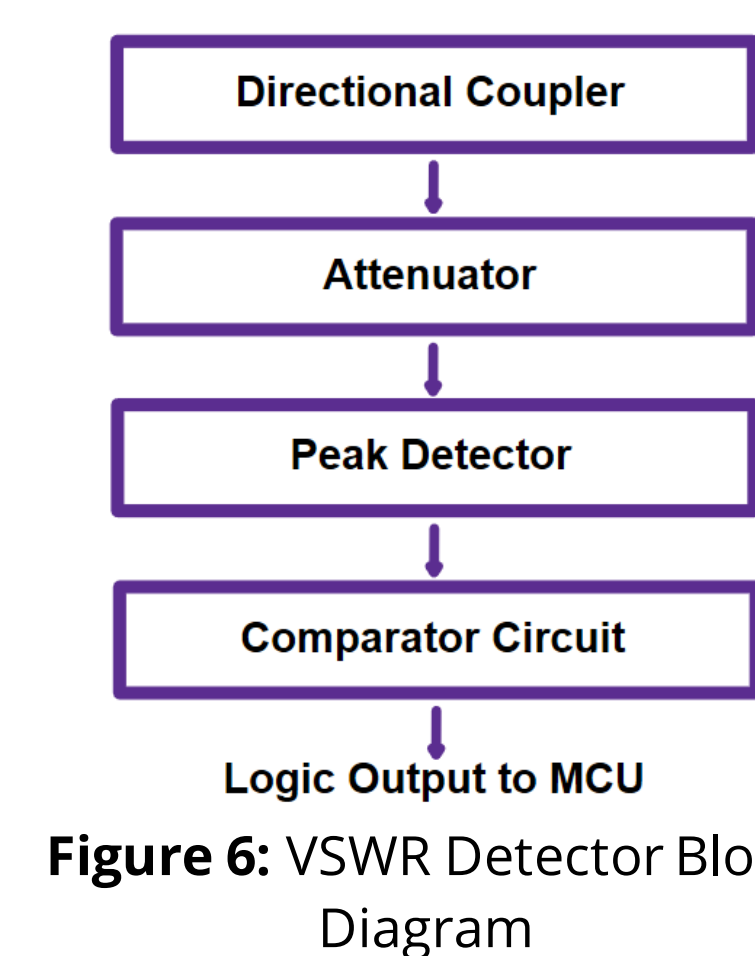 Directional Coupler
Attenuator
Peak Detector
Comparator Circuit
Logic Output to MCU
Figure 6: VSWR Detector Blo
Diagram